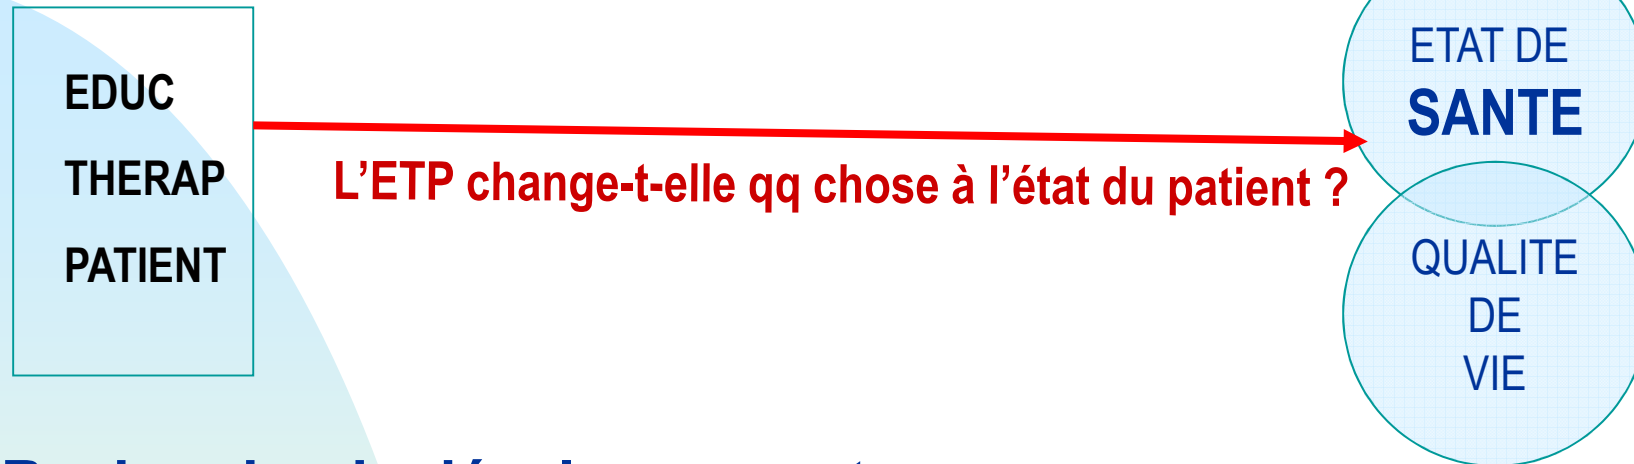 EDUC
THERAP
PATIENT
L’ETP change-t-elle qq chose à l’état du patient ?
ETAT DE
SANTE
QUALITE
DE
VIE